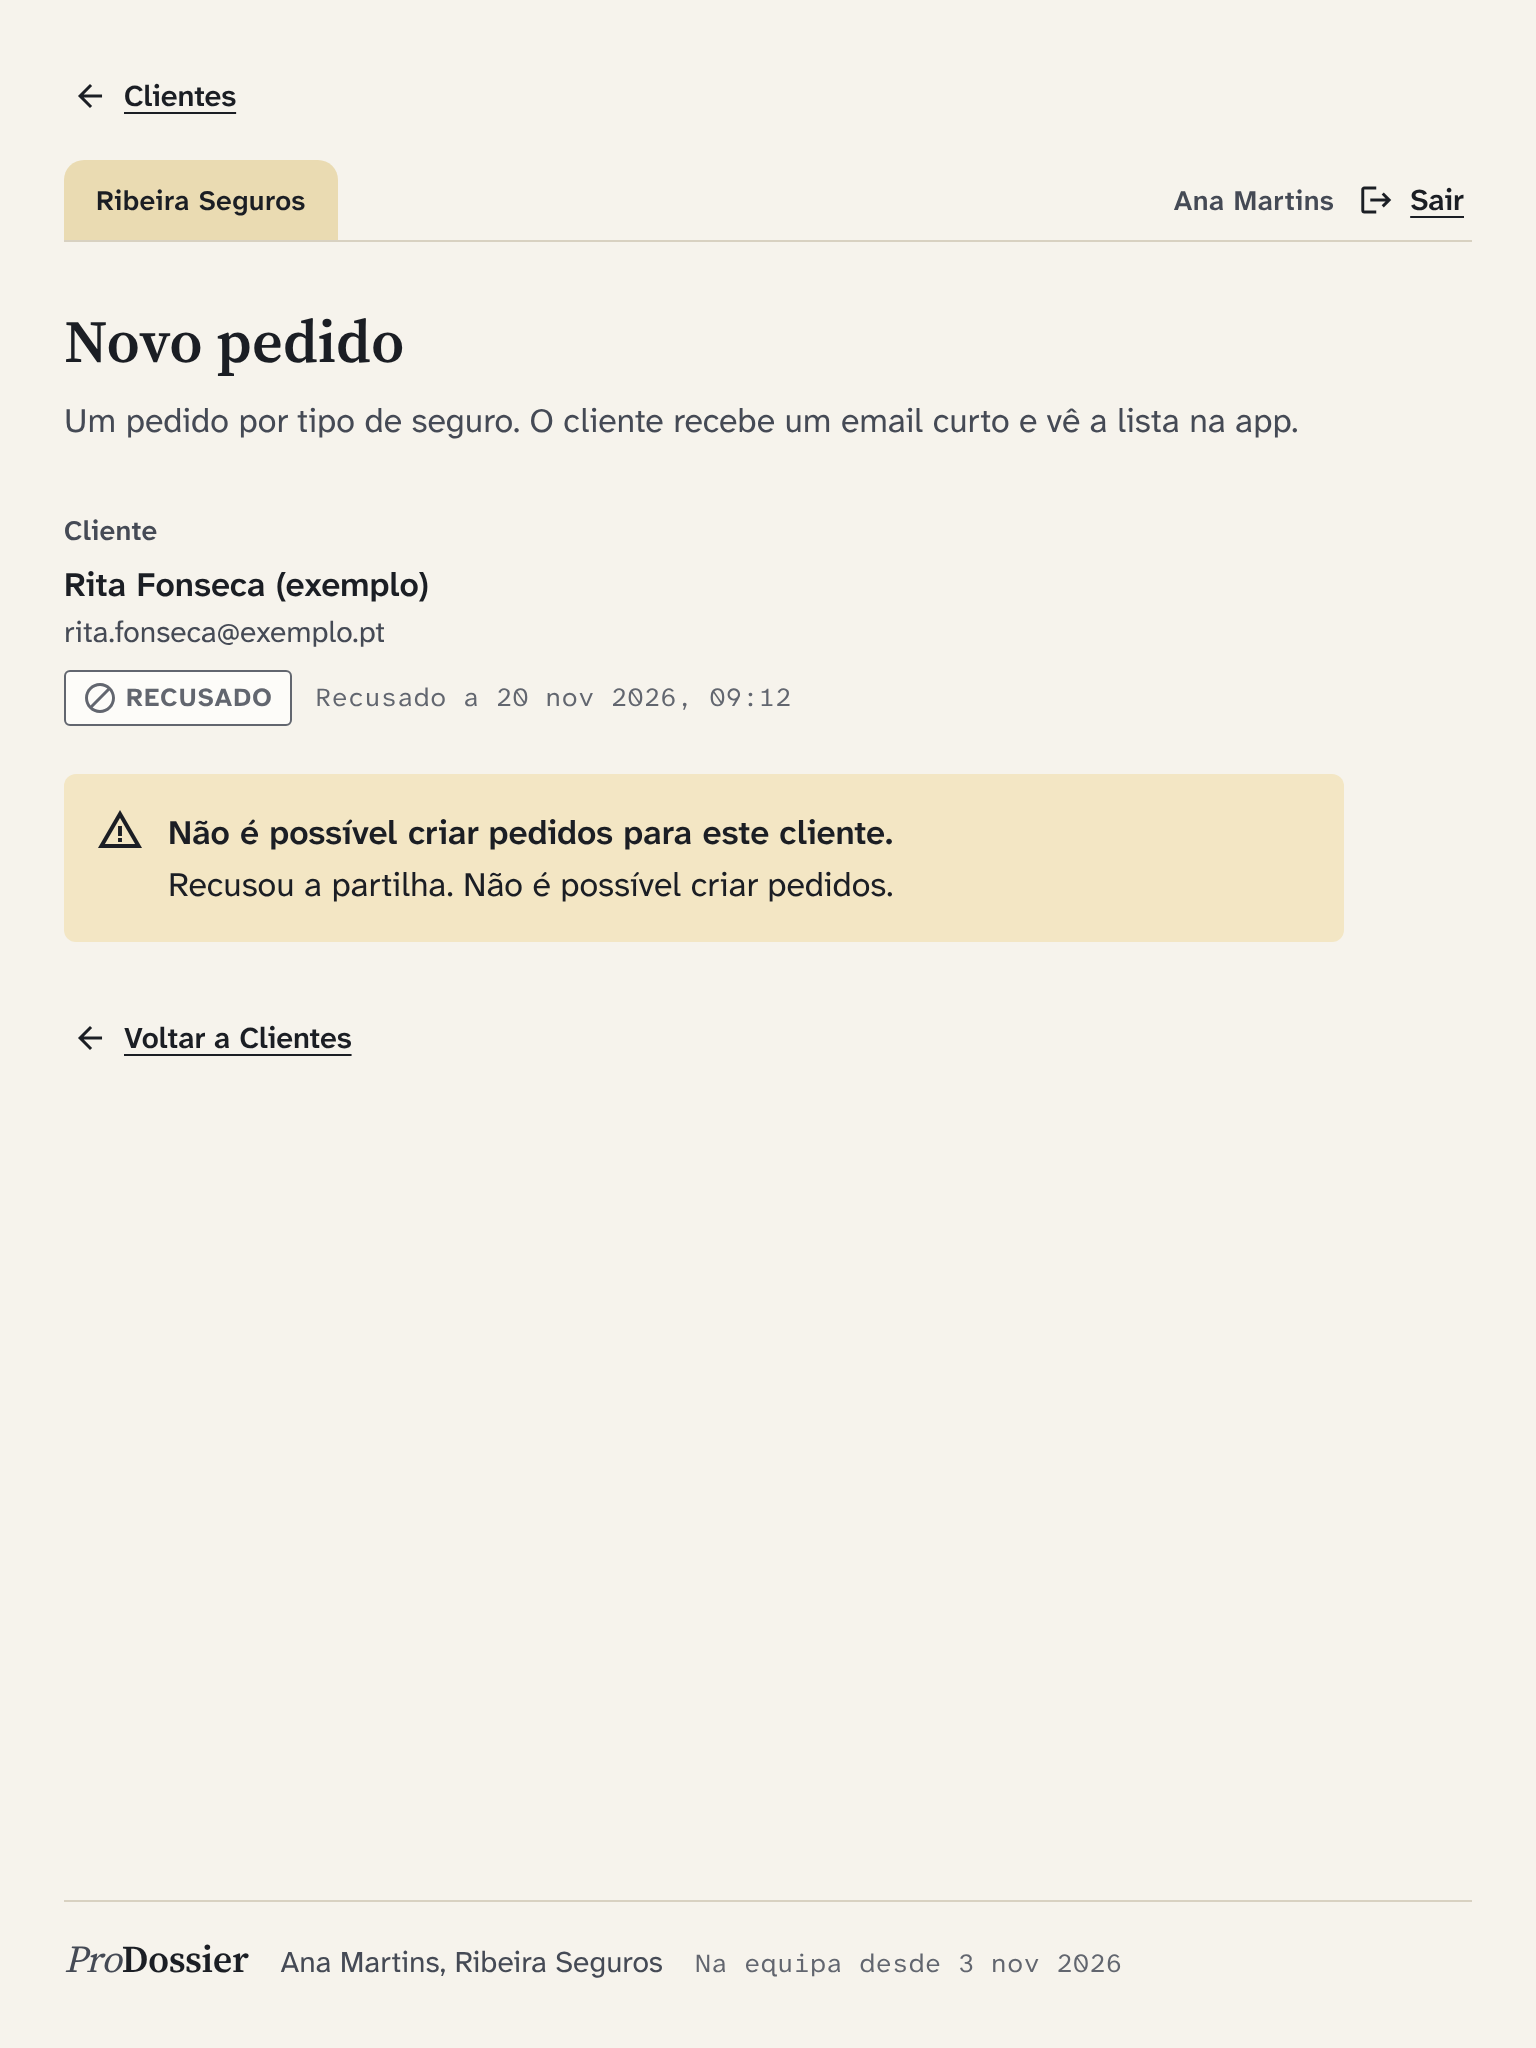 Clientes
Ribeira Seguros
Ana Martins Sair
Novo pedido
Um pedido por tipo de seguro. O cliente recebe um email curto e vê a lista na app.
Cliente
Rita Fonseca (exemplo)
rita.fonseca@exemplo.pt
RECUSADO Recusado a 20 nov 2026, 09:12
Não é possível criar pedidos para este cliente.
Recusou a partilha. Não é possível criar pedidos.
Voltar a Clientes
ProDossier Ana Martins, Ribeira Seguros Na equipa desde 3 nov 2026